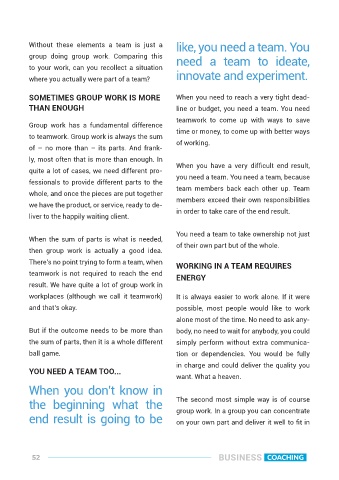 Without these elements a team is just a
group doing group work. Comparing this
to your work, can you recollect a situation
where you actually were part of a team?
SOMETIMES GROUP WORK IS MORE
THAN ENOUGH
Group work has a fundamental difference
to teamwork. Group work is always the sum
of – no more than – its parts. And frank-
ly, most often that is more than enough. In
quite a lot of cases, we need different pro-
fessionals to provide different parts to the
whole, and once the pieces are put together
we have the product, or service, ready to de-
liver to the happily waiting client.
When the sum of parts is what is needed,
then group work is actually a good idea.
There's no point trying to form a team, when
teamwork is not required to reach the end
result. We have quite a lot of group work in
workplaces (although we call it teamwork)
and that's okay.
But if the outcome needs to be more than
the sum of parts, then it is a whole different
ball game.
YOU NEED A TEAM TOO...
When you don't know in
the beginning what the
end result is going to be
like, you need a team. You
need a team to ideate,
innovate and experiment.
When you need to reach a very tight dead-
line or budget, you need a team. You need
teamwork to come up with ways to save
time or money, to come up with better ways
of working.
When you have a very difficult end result,
you need a team. You need a team, because
team members back each other up. Team
members exceed their own responsibilities
in order to take care of the end result.
You need a team to take ownership not just
of their own part but of the whole.
WORKING IN A TEAM REQUIRES
ENERGY
It is always easier to work alone. If it were
possible, most people would like to work
alone most of the time. No need to ask any-
body, no need to wait for anybody, you could
simply perform without extra communica-
tion or dependencies. You would be fully
in charge and could deliver the quality you
want. What a heaven.
The second most simple way is of course
group work. In a group you can concentrate
on your own part and deliver it well to fit in
52
BUSINESS COACHING